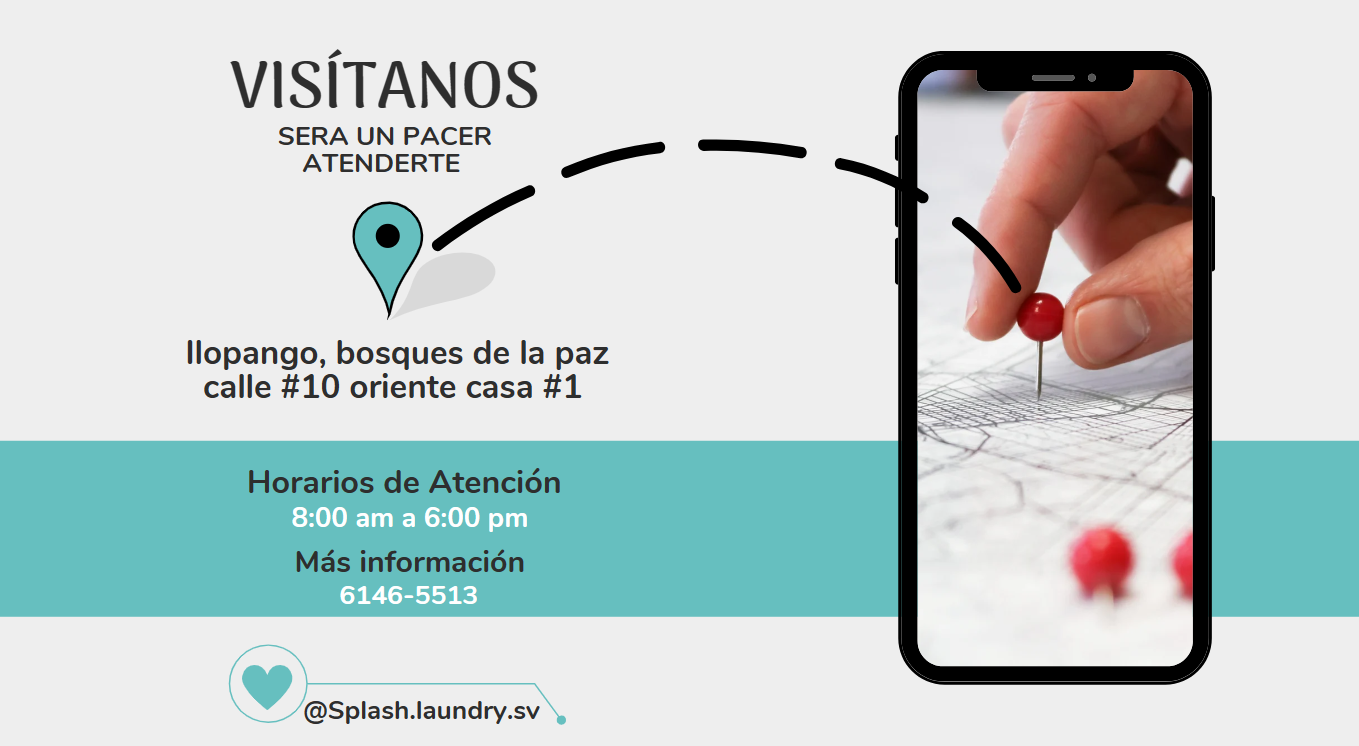 VISÍTANOS
SERA UN PACER
ATENDERTE
llopango, bosques de la paz
calle #10 oriente casa #1
Horarios de Atención
8:00 am a 6:00 pm
Más información
6146-5513
@Splash.laundry.sv